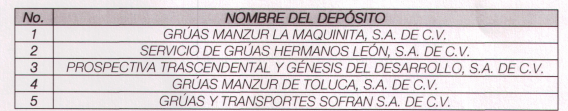 No. NOMBRE DEL DEPÓSITO
1 GRÚAS MANZUR LA MAQUINITA, S.A. DE C.V.
2 SERVICIO DE GRÚAS HERMANOS LEÓN, S.A. DE C.V.
3 PROSPECTIVA TRASCENDENTAL Y GÉNESIS DEL DESARROLLO, S.A. DE C.V.
4 GRÚAS MANZUR DE TOLUCA, S.A. DE C.V.
5 GRÚAS Y TRANSPORTES SOFRAN S.A. DE C.V.